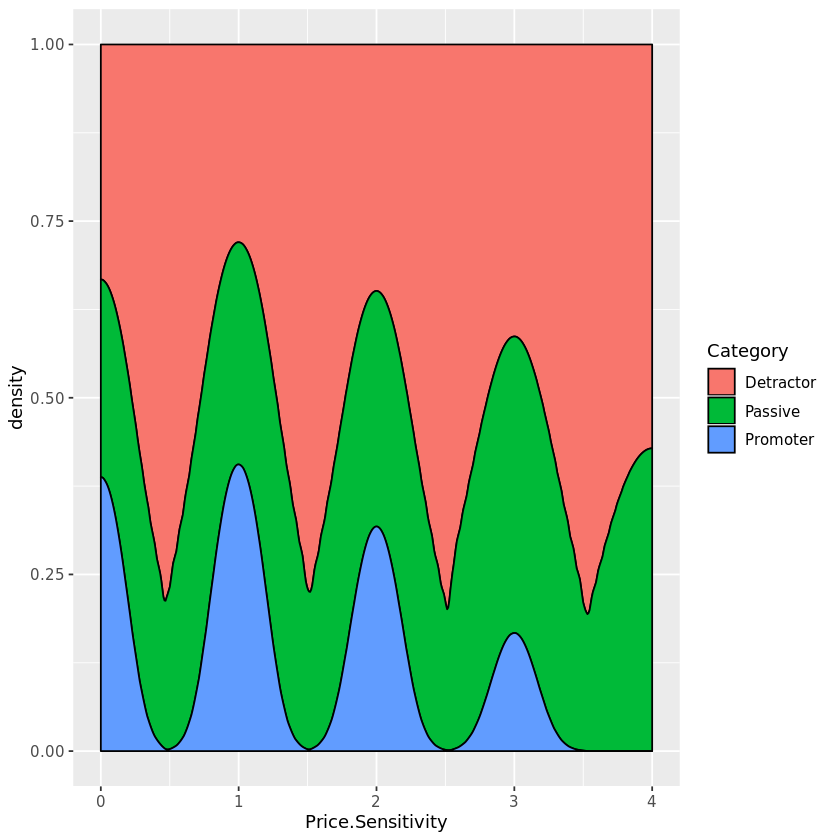 1.00
0.75
0.50
0.25
0.00
density
0 1 2 3 4
Price.Sensitivity
Category
Detractor
Passive
Promoter